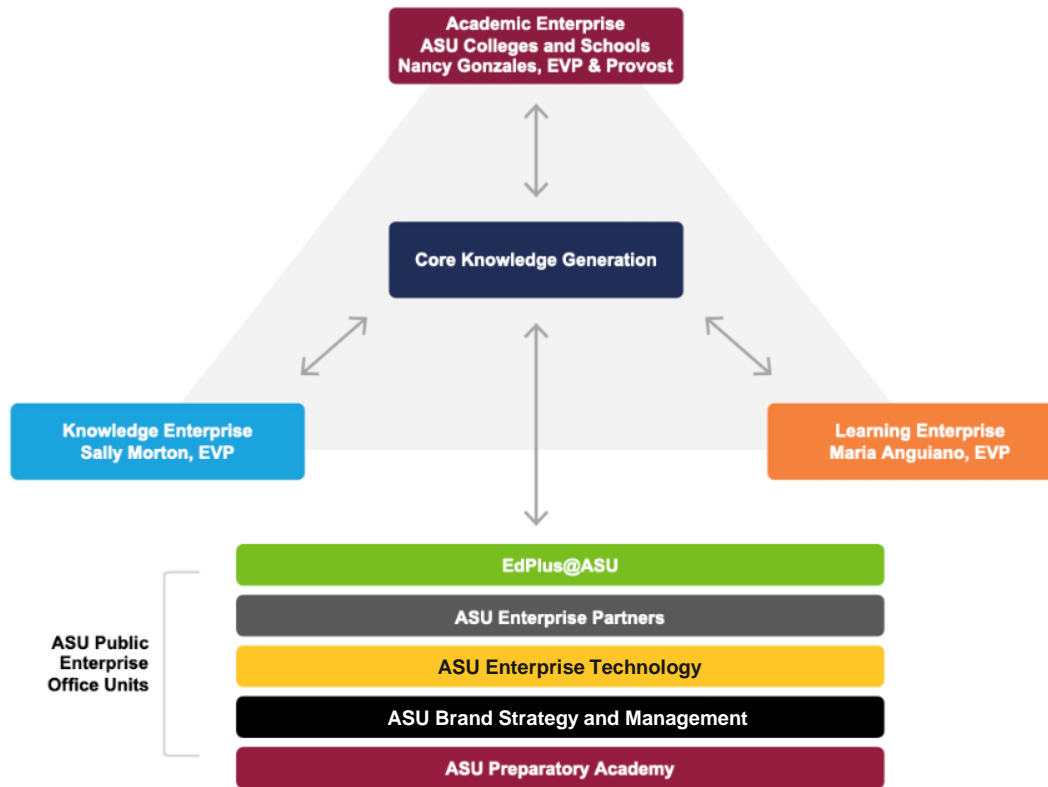 Academic Enterprise
ASU Colleges and Schools
Nancy Gonzales, EVP & Provost
Core Knowledge Generation
Knowledge Enterprise
Sally Morton, EVP
Learning Enterprise
Maria Anguiano, EVP
ASU Public
Enterprise
Office Units
EdPlus@ASU
ASU Enterprise Partners
ASU Enterprise Technology
ASU Brand Strategy and Management
ASU Preparatory Academy